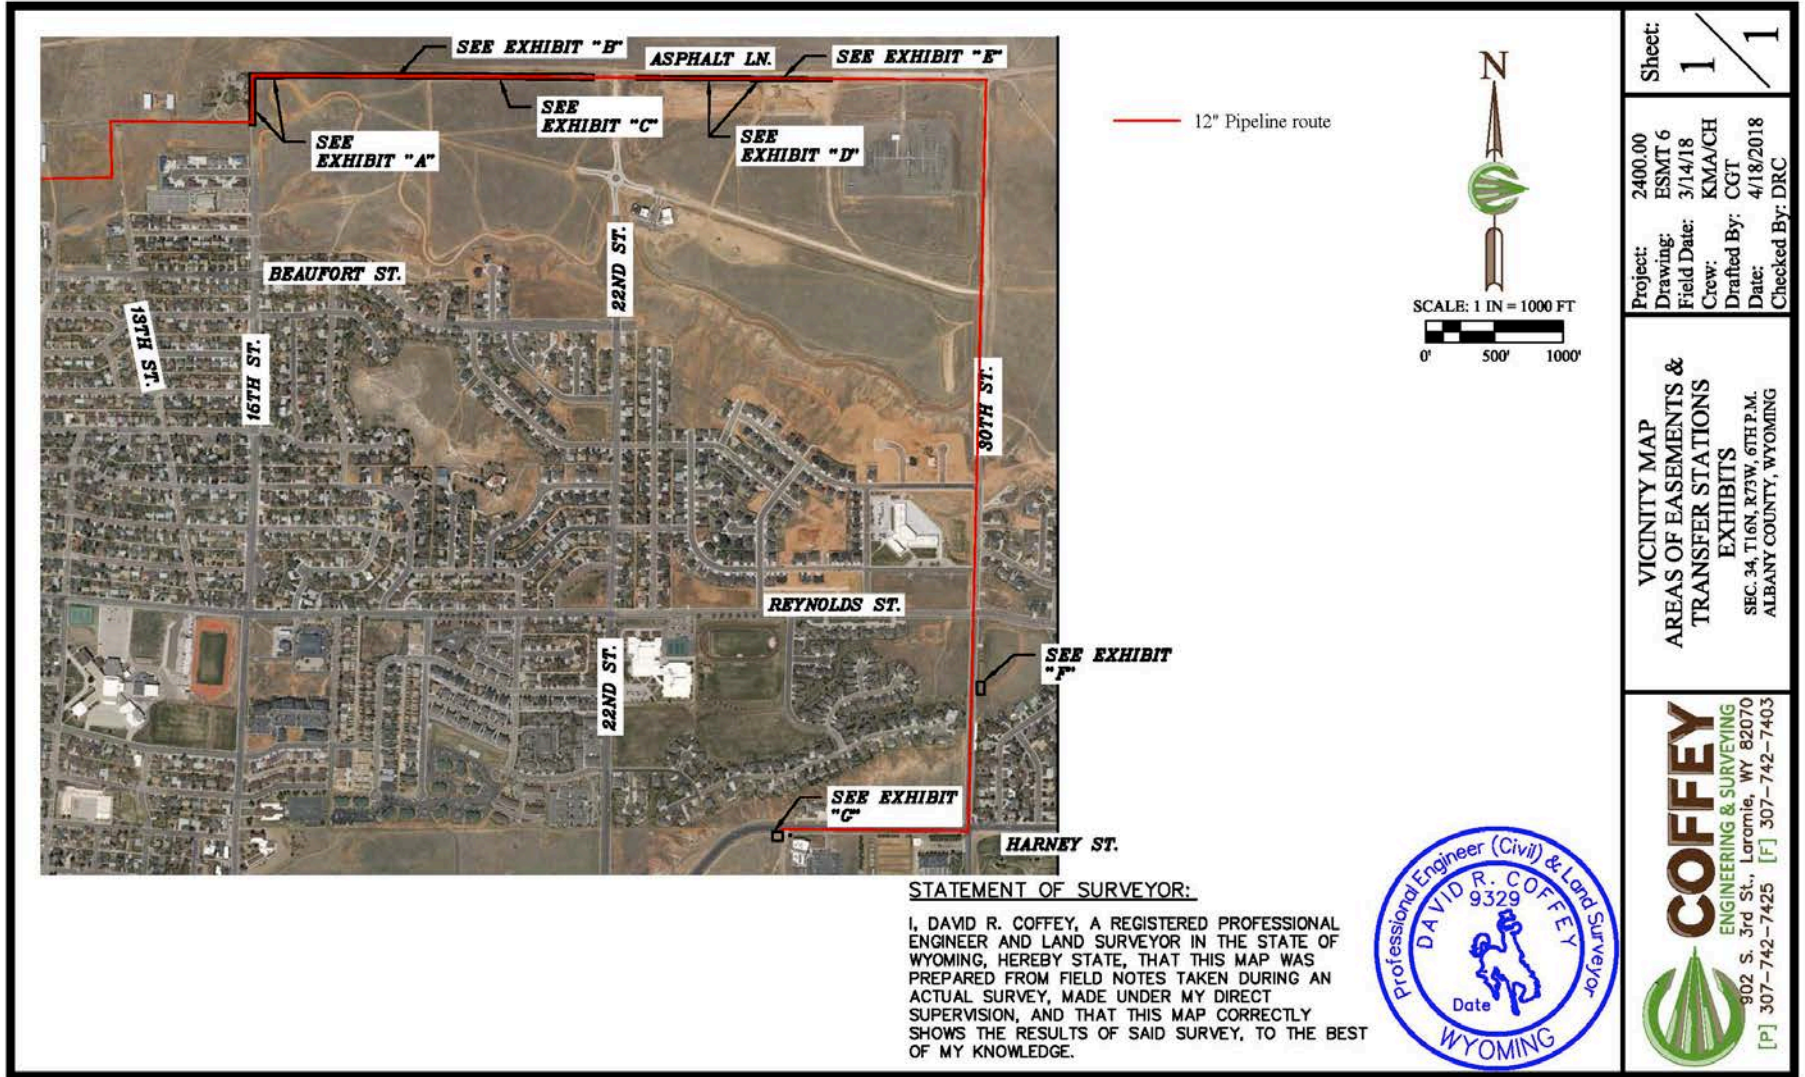 SEE EXHIBIT "B"
ASPHALT LN.
SEE EXHIBIT "E"
SEE
EXHIBIT "A"
SEE
EXHIBIT "C"
SEE
EXHIBIT "D"
BEAUFORT ST.
22ND ST.
13TH ST.
15TH ST.
30TH ST.
REYNOLDS ST.
22ND ST.
SEE EXHIBIT
"F"
SEE EXHIBIT
"G"
HARNEY ST.
12" Pipeline route
N
SCALE: 1 IN = 1000 FT
0' 500' 1000'
STATEMENT OF SURVEYOR:
I, DAVID R. COFFEY, A REGISTERED PROFESSIONAL
ENGINEER AND LAND SURVEYOR IN THE STATE OF
WYOMING, HEREBY STATE, THAT THIS MAP WAS
PREPARED FROM FIELD NOTES TAKEN DURING AN
ACTUAL SURVEY, MADE UNDER MY DIRECT
SUPERVISION, AND THAT THIS MAP CORRECTLY
SHOWS THE RESULTS OF SAID SURVEY, TO THE BEST
OF MY KNOWLEDGE.
Professional Engineer (Civil) & Land Surveyor
DAVID R. COFFEY
9329
Date
WYOMING
Sheet:
1/1
Project: 2400.00
Drawing: ESMT 6
Field Date: 3/14/18
Crew: KMA/CH
Drafted By: CGT
Date: 4/18/2018
Checked By: DRC
VICINITY MAP
AREAS OF EASEMENTS &
TRANSFER STATIONS
EXHIBITS
SEC. 34, T16N, R73W, 6TH P.M.
ALBANY COUNTY, WYOMING
COFFEY
ENGINEERING & SURVEYING
902 S. 3rd St., Laramie, WY 82070
[P] 307-742-7425 [F] 307-742-7403